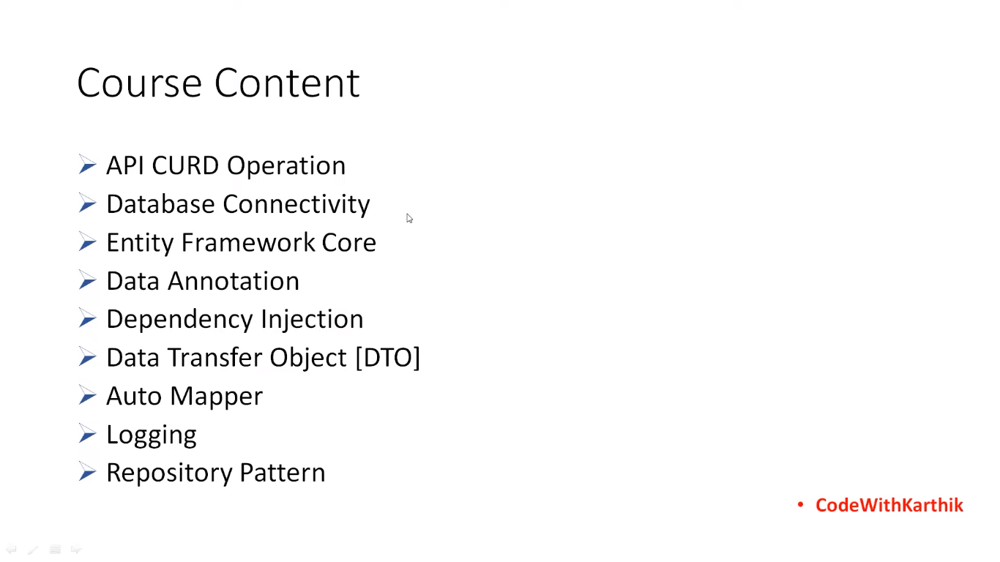 Course Content
API CURD Operation
Database Connectivity
Entity Framework Core
Data Annotation
Dependency Injection
Data Transfer Object [DTO]
Auto Mapper
Logging
Repository Pattern
CodeWithKarthik